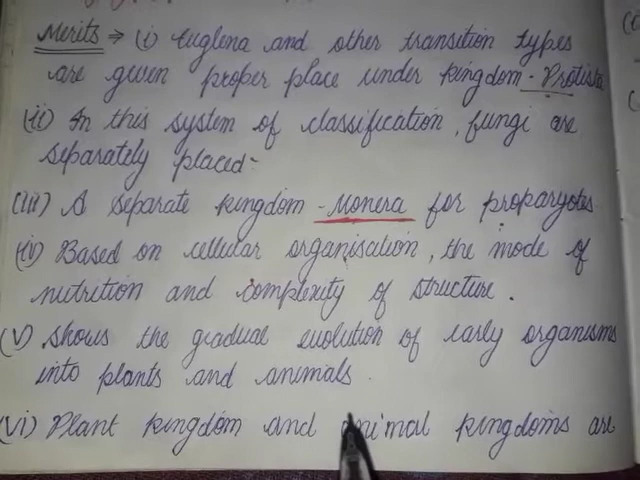 Merits → (i) Euglena and other transition types
are given proper place under kingdom - Protista
(ii) In this system of classification, fungi are
separately placed -
(iii) A separate kingdom - Monera for proparyotes
(iv) Based on cellular organisation, the mode of
nutrition and complexity of structure.
(v) shows the gradual evolution of early organisms
into plants and animals.
(vi) Plant kingdom and animal kingdoms are